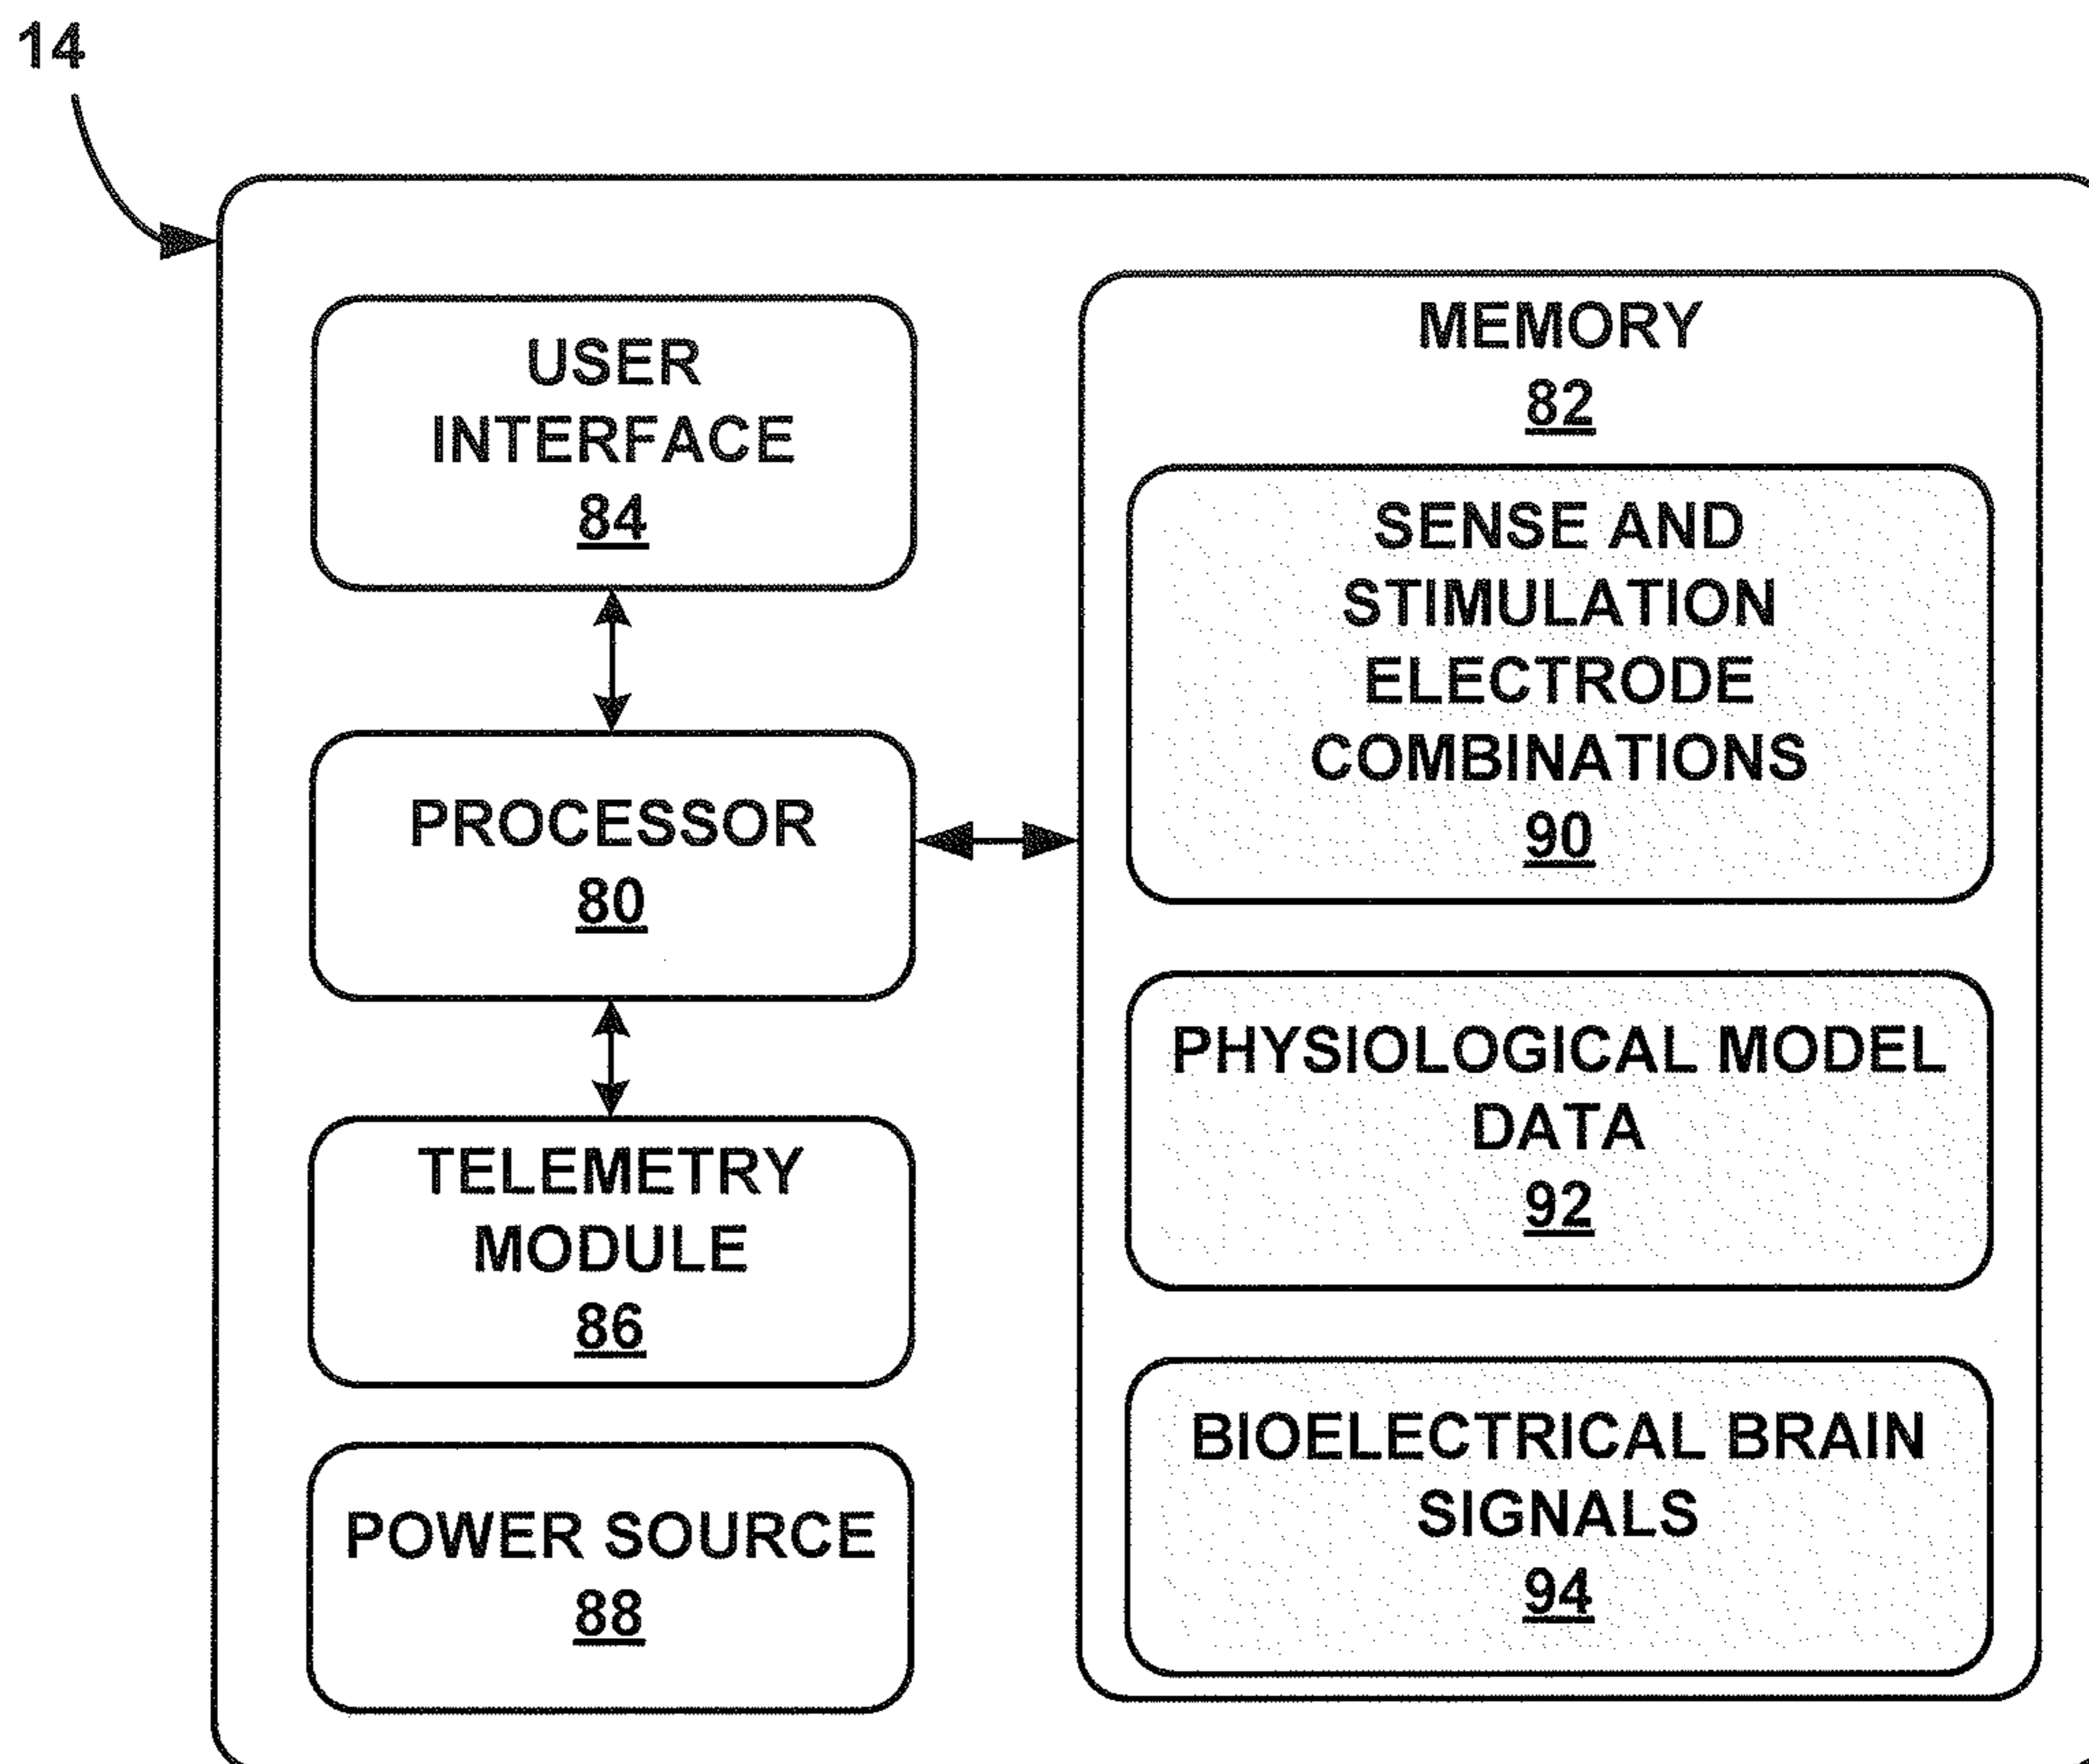 14
USER
INTERFACE
84
PROCESSOR
80
TELEMETRY
MODULE
86
POWER SOURCE
88
MEMORY
82
SENSE AND
STIMULATION
ELECTRODE
COMBINATIONS
90
PHYSIOLOGICAL MODEL
DATA
92
BIOELECTRICAL BRAIN
SIGNALS
94